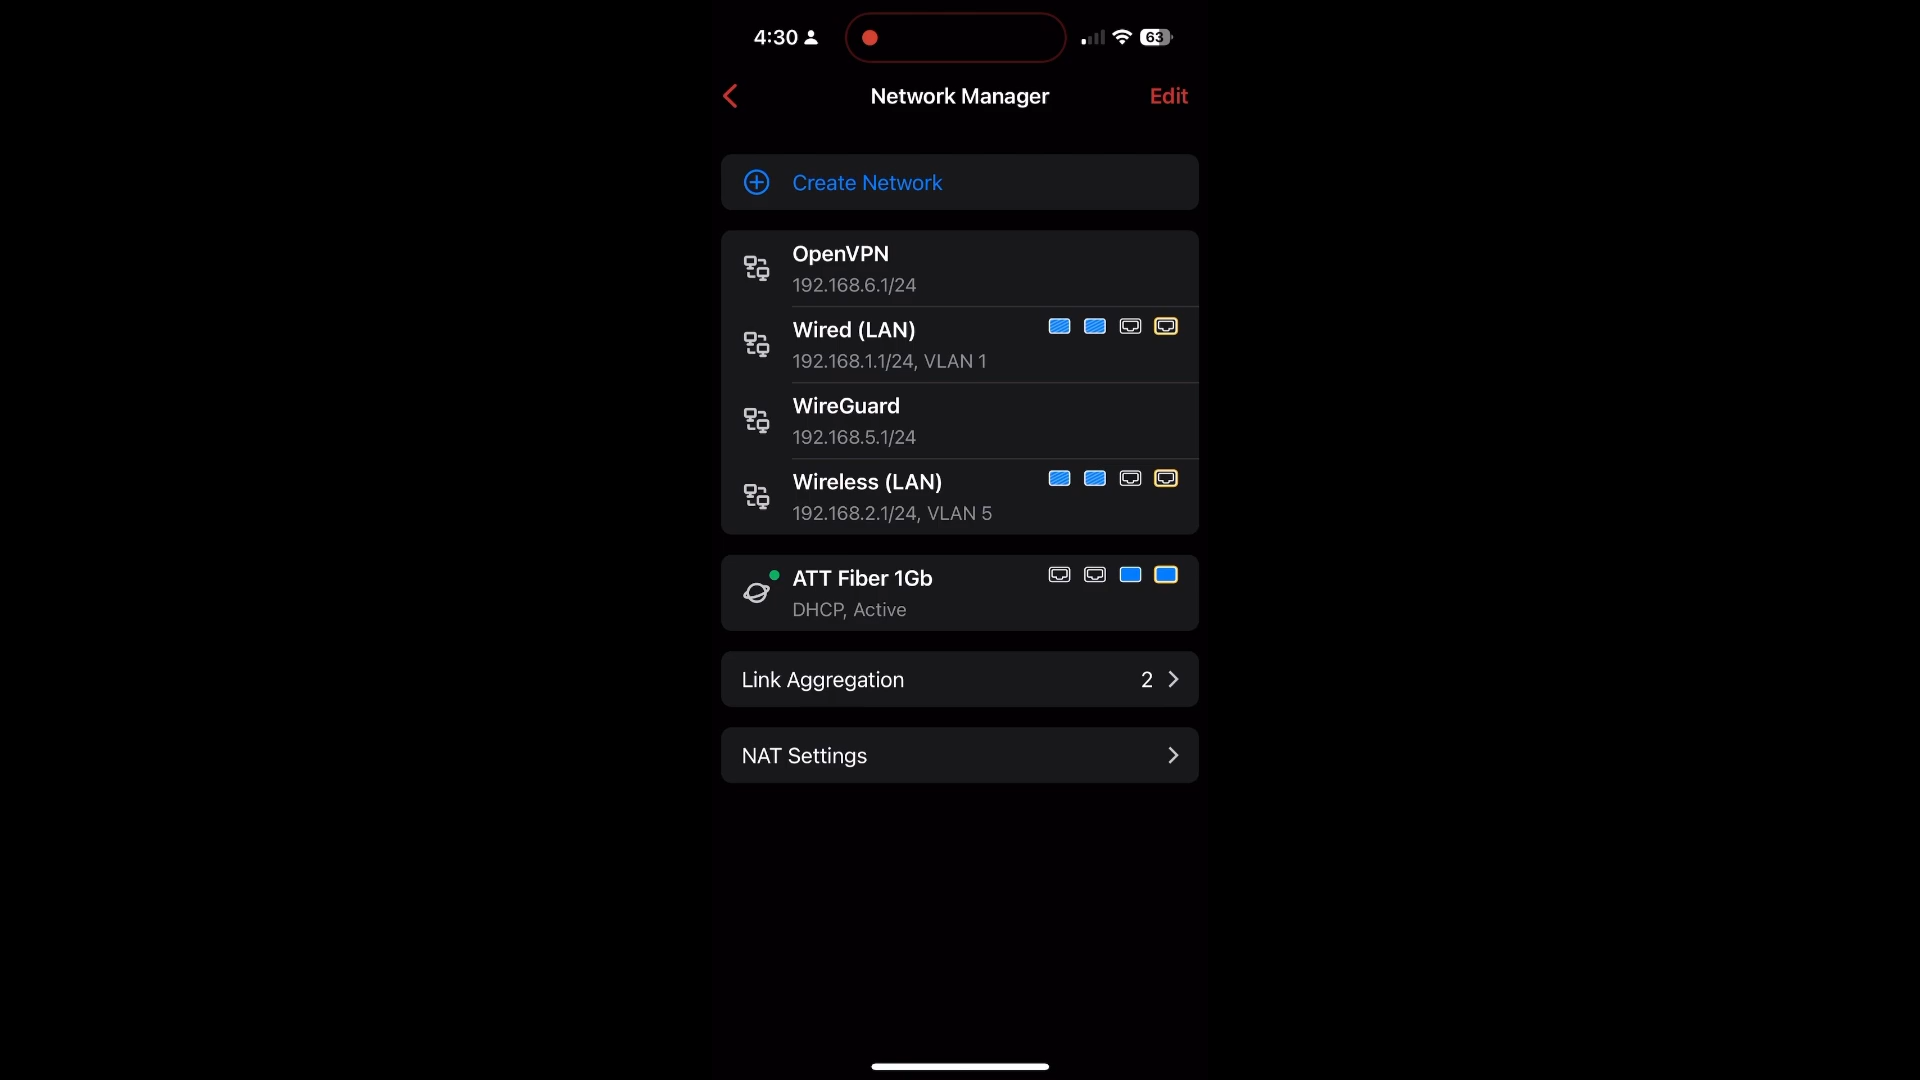 4:30
63
Network Manager
Edit
Create Network
OpenVPN
192.168.6.1/24
Wired (LAN)
192.168.1.1/24, VLAN 1
WireGuard
192.168.5.1/24
Wireless (LAN)
192.168.2.1/24, VLAN 5
ATT Fiber 1Gb
DHCP, Active
Link Aggregation 2
NAT Settings